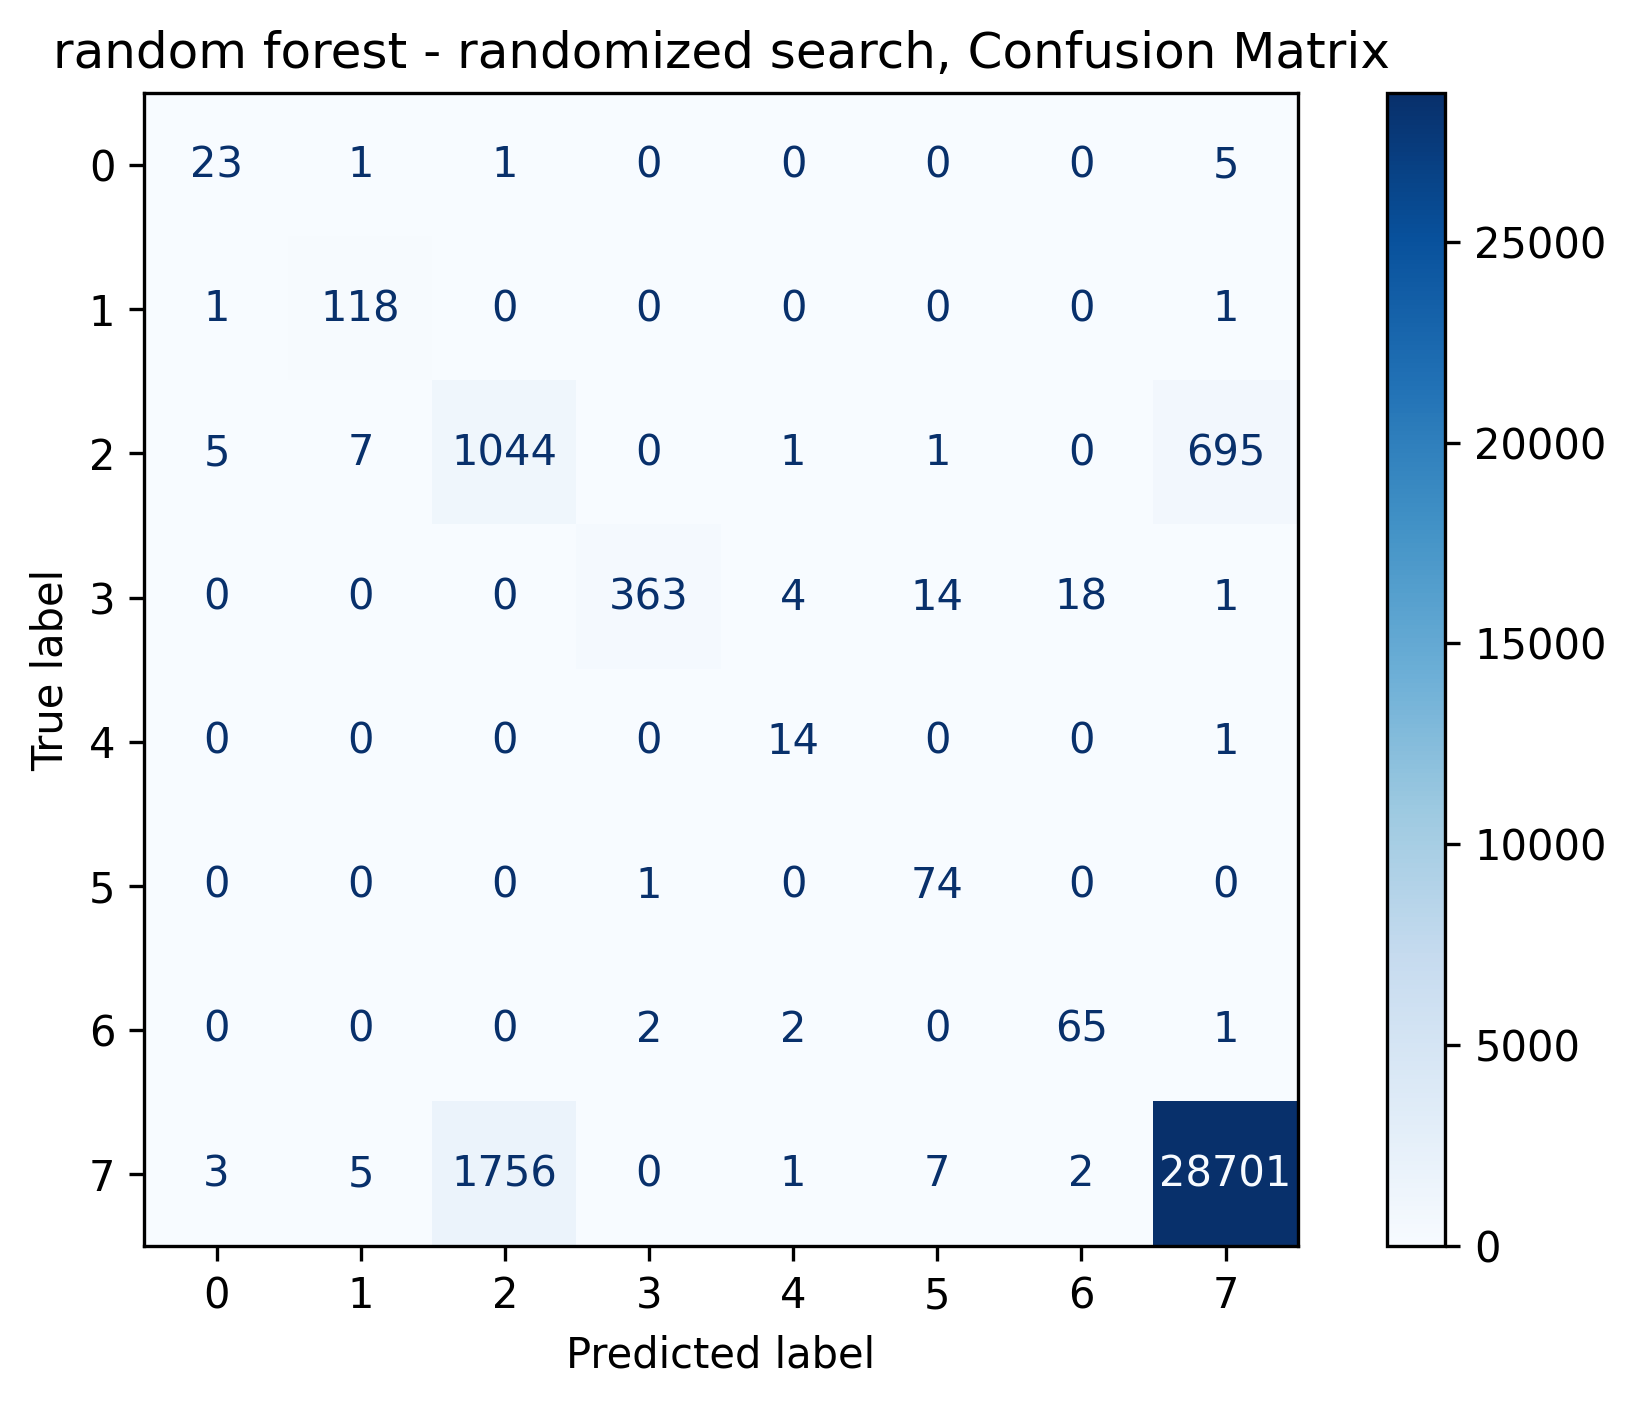 random forest - randomized search, Confusion Matrix
0 23 1 1 0 0 0 0 5
1 1 118 0 0 0 0 0 1
2 5 7 1044 0 1 1 0 695
3 0 0 0 363 4 14 18 1
4 0 0 0 0 14 0 0 1
5 0 0 0 1 0 74 0 0
6 0 0 0 2 2 0 65 1
7 3 5 1756 0 1 7 2 28701
0 1 2 3 4 5 6 7
True label
Predicted label
25000
20000
15000
10000
5000
0